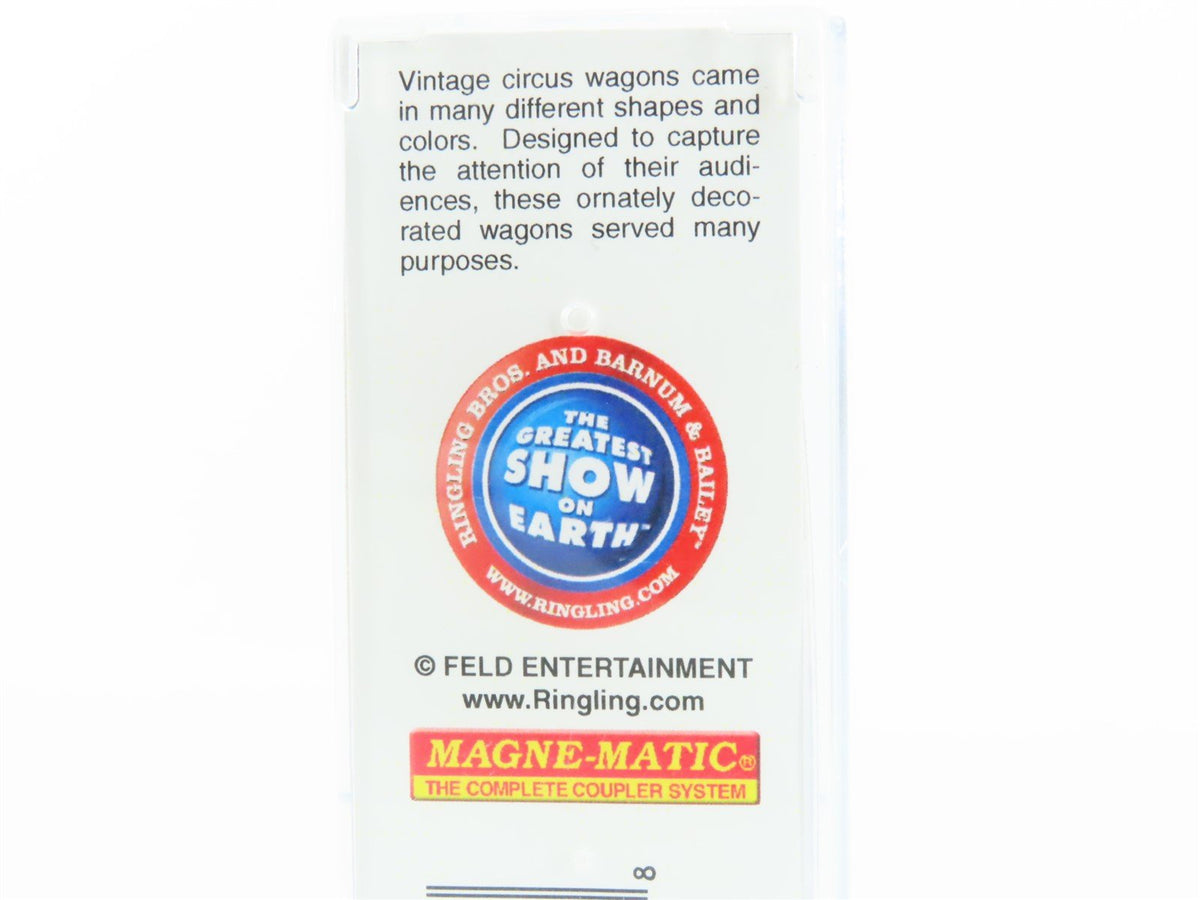 Vintage circus wagons came
in many different shapes and
colors. Designed to capture
the attention of their audi-
ences, these ornately deco-
rated wagons served many
purposes.
RINGLING BROS. AND BARNUM & BAILEY™
THE
GREATEST
SHOW
ON
EARTH™
WWW.RINGLING.COM
© FELD ENTERTAINMENT
www.Ringling.com
MAGNE-MATIC®
THE COMPLETE COUPLER SYSTEM
8